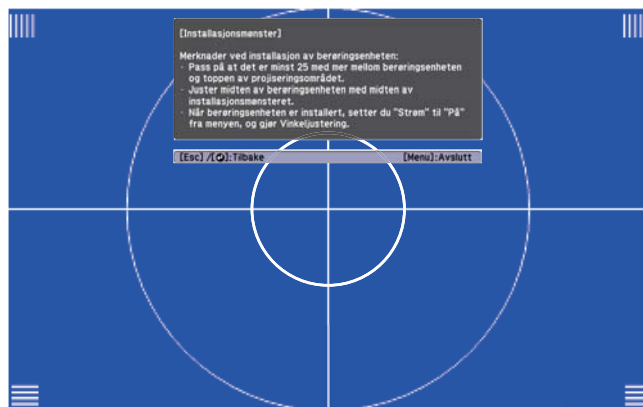 [Installasjonsmønster]
Merknader ved installasjon av berøringsenheten:
· Pass på at det er minst 25 med mer mellom berøringsenheten
og toppen av projiseringsområdet.
· Juster midten av berøringsenheten med midten av
installasjonsmønsteret.
· Når berøringsenheten er installert, setter du "Strøm" til "På"
fra menyen, og gjør Vinkeljustering.
[Esc] /[⮌]:Tilbake [Menu]:Avslutt